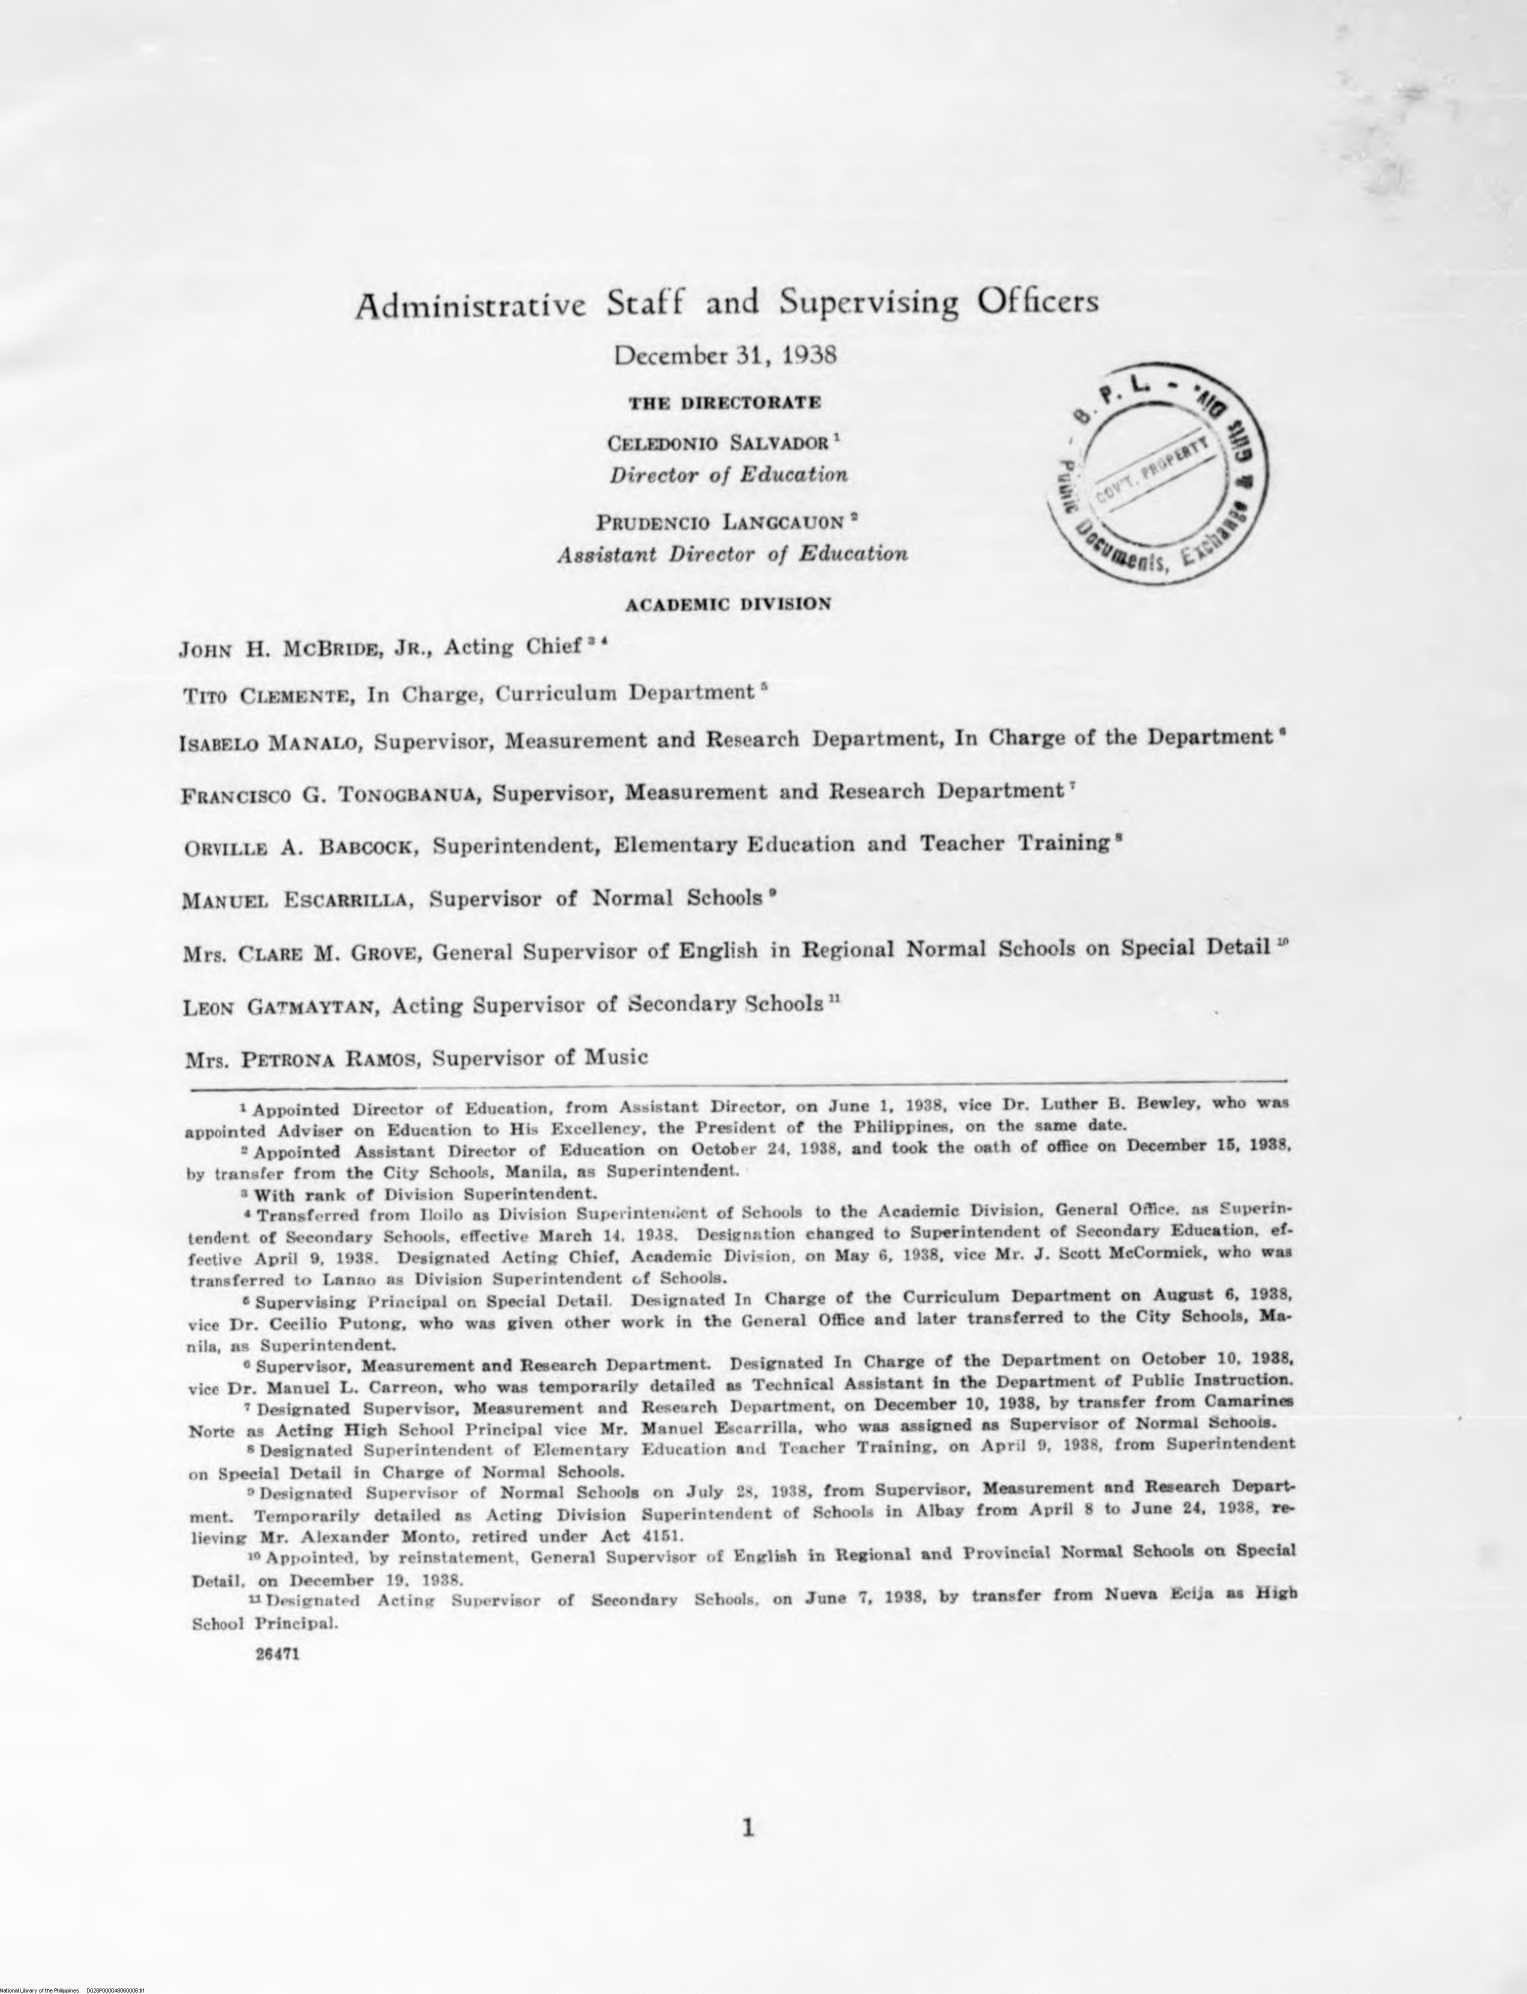 Administrative Staff and Supervising Officers
December 31, 1938
THE DIRECTORATE
CELEDONIO SALVADOR 1
Director of Education
PRUDENCIO LANGCAUON 2
Assistant Director of Education
B. P. L. - Public Documents, Exchange & Gifts Div. -
GOV'T. PROPERTY
ACADEMIC DIVISION
JOHN H. MCBRIDE, JR., Acting Chief 3 4
TITO CLEMENTE, In Charge, Curriculum Department 5
ISABELO MANALO, Supervisor, Measurement and Research Department, In Charge of the Department 6
FRANCISCO G. TONOGBANUA, Supervisor, Measurement and Research Department 7
ORVILLE A. BABCOCK, Superintendent, Elementary Education and Teacher Training 8
MANUEL ESCARRILLA, Supervisor of Normal Schools 9
Mrs. CLARE M. GROVE, General Supervisor of English in Regional Normal Schools on Special Detail 10
LEON GATMAYTAN, Acting Supervisor of Secondary Schools 11
Mrs. PETRONA RAMOS, Supervisor of Music
1 Appointed Director of Education, from Assistant Director, on June 1, 1938, vice Dr. Luther B. Bewley, who was
appointed Adviser on Education to His Excellency, the President of the Philippines, on the same date.
2 Appointed Assistant Director of Education on October 24, 1938, and took the oath of office on December 15, 1938,
by transfer from the City Schools, Manila, as Superintendent.
3 With rank of Division Superintendent.
4 Transferred from Iloilo as Division Superintendent of Schools to the Academic Division, General Office, as Superin-
tendent of Secondary Schools, effective March 14, 1938. Designation changed to Superintendent of Secondary Education, ef-
fective April 9, 1938. Designated Acting Chief, Academic Division, on May 6, 1938, vice Mr. J. Scott McCormick, who was
transferred to Lanao as Division Superintendent of Schools.
5 Supervising Principal on Special Detail. Designated In Charge of the Curriculum Department on August 6, 1938,
vice Dr. Cecilio Putong, who was given other work in the General Office and later transferred to the City Schools, Ma-
nila, as Superintendent.
6 Supervisor, Measurement and Research Department. Designated In Charge of the Department on October 10, 1938,
vice Dr. Manuel L. Carreon, who was temporarily detailed as Technical Assistant in the Department of Public Instruction.
7 Designated Supervisor, Measurement and Research Department, on December 10, 1938, by transfer from Camarines
Norte as Acting High School Principal vice Mr. Manuel Escarrilla, who was assigned as Supervisor of Normal Schools.
8 Designated Superintendent of Elementary Education and Teacher Training, on April 9, 1938, from Superintendent
on Special Detail in Charge of Normal Schools.
9 Designated Supervisor of Normal Schools on July 28, 1938, from Supervisor, Measurement and Research Depart-
ment. Temporarily detailed as Acting Division Superintendent of Schools in Albay from April 8 to June 24, 1938, re-
lieving Mr. Alexander Monto, retired under Act 4151.
10 Appointed, by reinstatement, General Supervisor of English in Regional and Provincial Normal Schools on Special
Detail, on December 19, 1938.
11 Designated Acting Supervisor of Secondary Schools, on June 7, 1938, by transfer from Nueva Ecija as High
School Principal.
26471
1
National Library of the Philippines